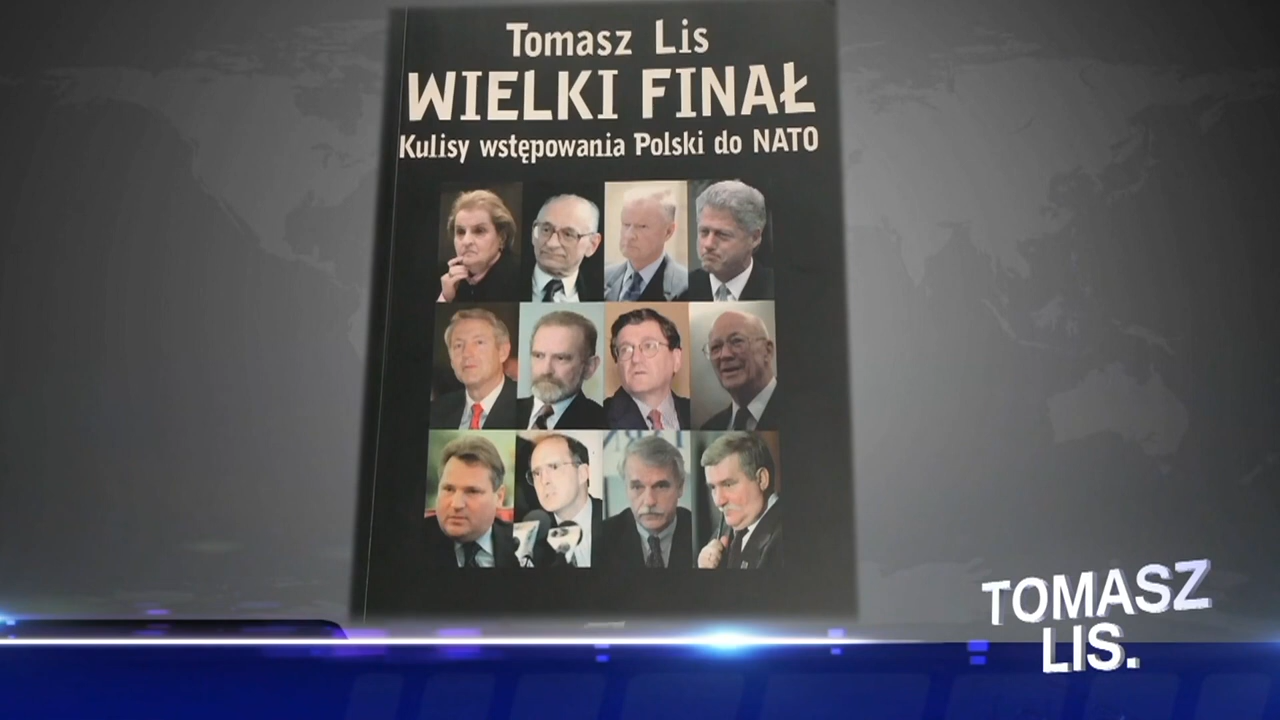 Tomasz Lis
WIELKI FINAŁ
Kulisy wstępowania Polski do NATO
TOMASZ
LIS.